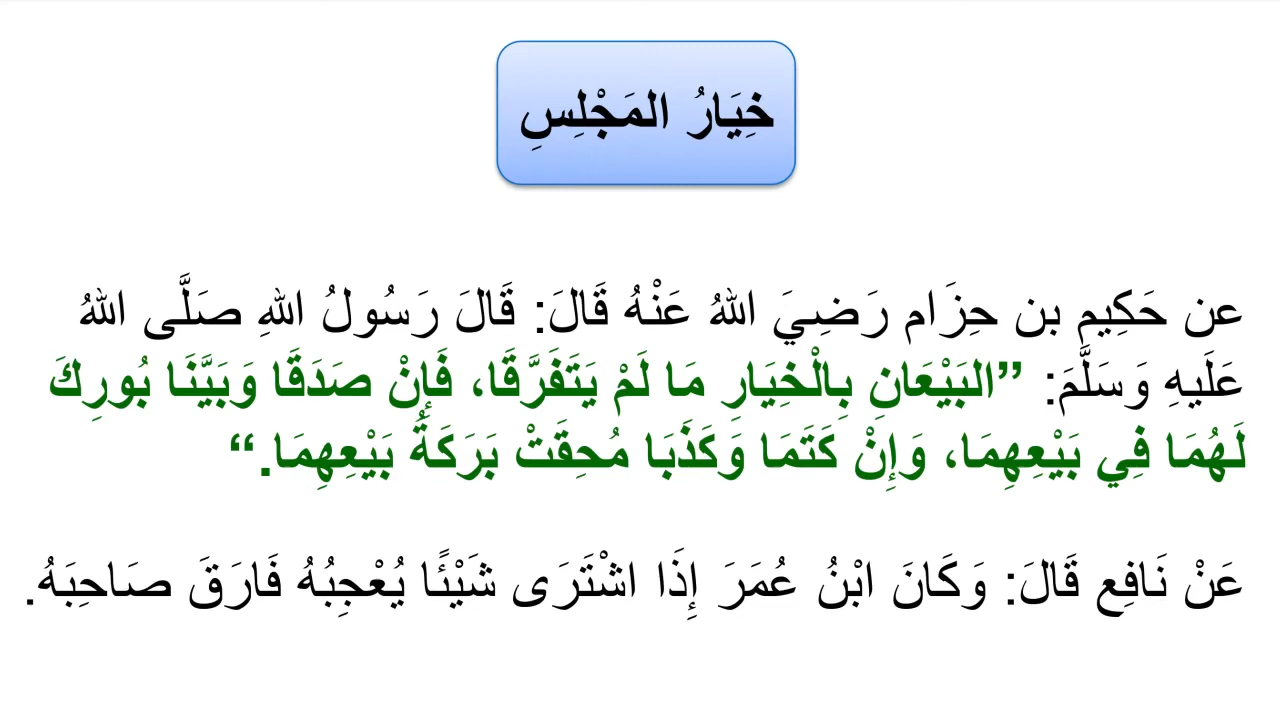 خِيَارُ المَجْلِسِ
عن حَكِيم بن حِزَام رَضِيَ اللهُ عَنْهُ قَالَ: قَالَ رَسُولُ اللهِ صَلَّى اللهُ
عَلَيهِ وَسَلَّمَ: ”البَيْعَانِ بِالْخِيَارِ مَا لَمْ يَتَفَرَّقَا، فَإِنْ صَدَقَا وَبَيَّنَا بُورِكَ
لَهُمَا فِي بَيْعِهِمَا، وَإِنْ كَتَمَا وَكَذَبَا مُحِقَتْ بَرَكَةُ بَيْعِهِمَا.“
عَنْ نَافِع قَالَ: وَكَانَ ابْنُ عُمَرَ إِذَا اشْتَرَى شَيْئًا يُعْجِبُهُ فَارَقَ صَاحِبَهُ.